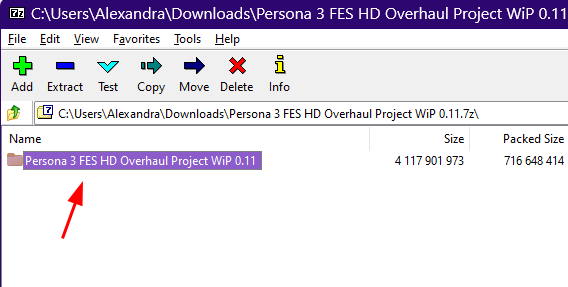 7z C:\Users\Alexandra\Downloads\Persona 3 FES HD Overhaul Project WiP 0.11
File Edit View Favorites Tools Help
Add Extract Test Copy Move Delete Info
C:\Users\Alexandra\Downloads\Persona 3 FES HD Overhaul Project WiP 0.11.7z\
Name Size Packed Size
Persona 3 FES HD Overhaul Project WiP 0.11 4 117 901 973 716 648 414